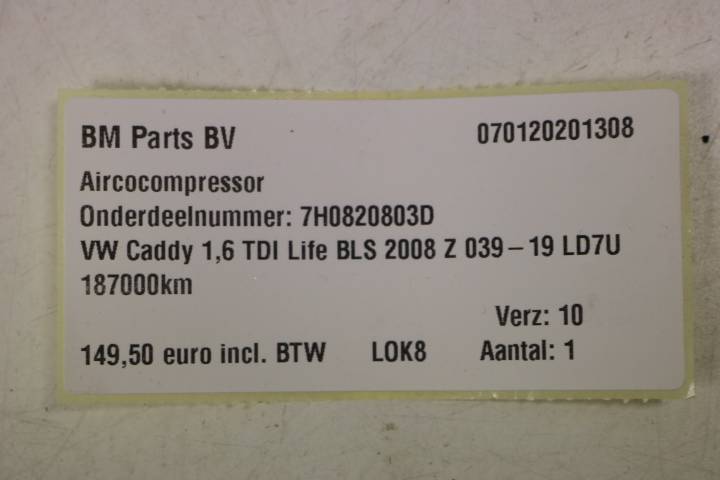 BM Parts BV 070120201308
Aircocompressor
Onderdeelnummer: 7H0820803D
VW Caddy 1,6 TDI Life BLS 2008 Z 039-19 LD7U
187000km
Verz: 10
149,50 euro incl. BTW LOK8 Aantal: 1